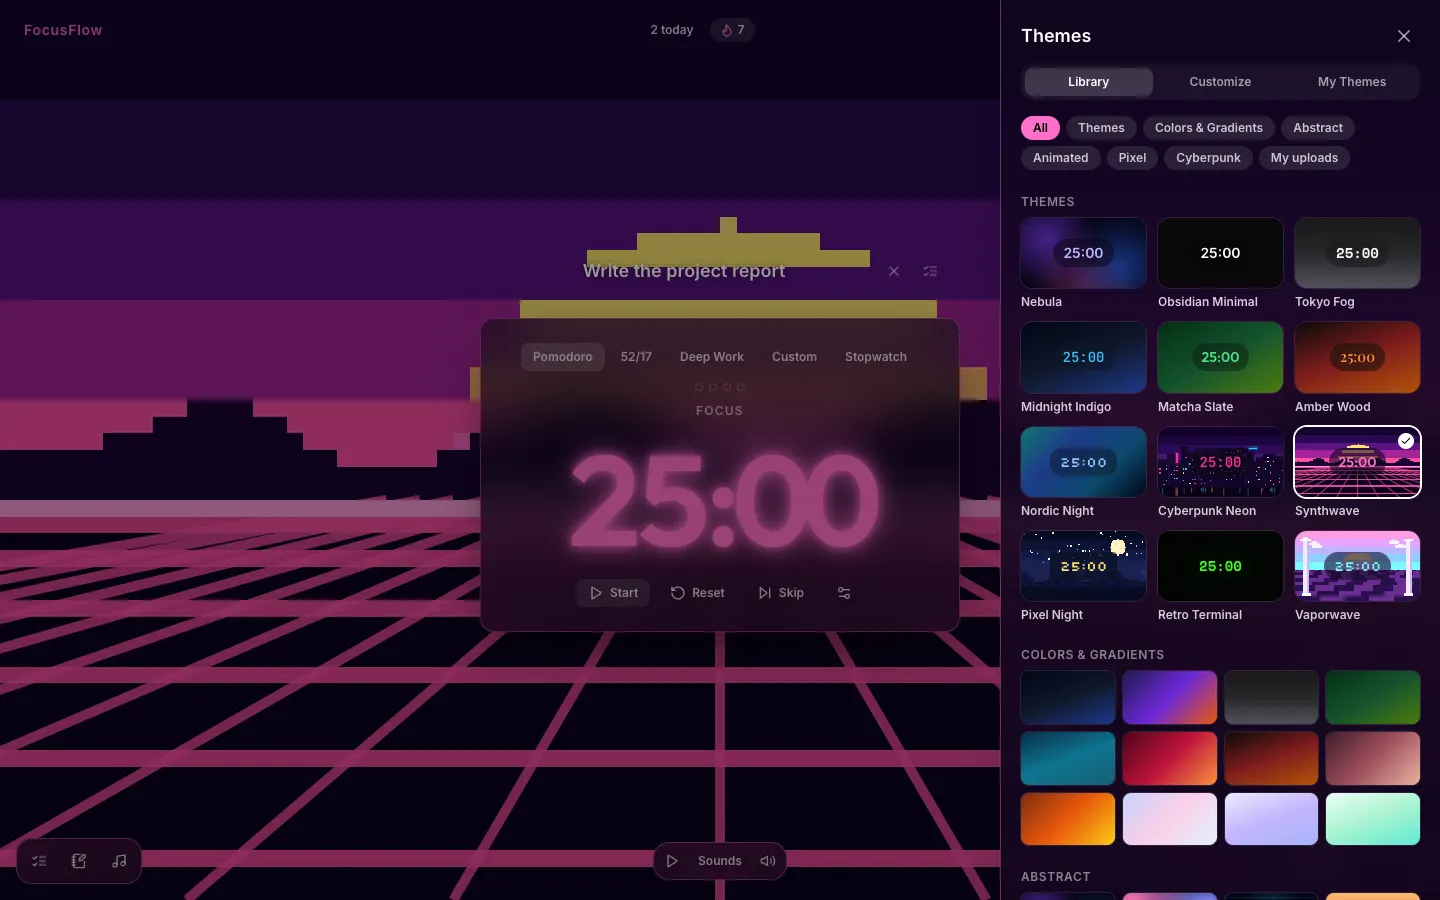 FocusFlow
2 today
7
Write the project report
Pomodoro
52/17
Deep Work
Custom
Stopwatch
FOCUS
25:00
Start
Reset
Skip
Sounds
Themes
Library
Customize
My Themes
All
Themes
Colors & Gradients
Abstract
Animated
Pixel
Cyberpunk
My uploads
THEMES
25:00
25:00
25:00
Nebula
Obsidian Minimal
Tokyo Fog
25:00
25:00
25:00
Midnight Indigo
Matcha Slate
Amber Wood
25:00
25:00
25:00
Nordic Night
Cyberpunk Neon
Synthwave
25:00
25:00
25:00
Pixel Night
Retro Terminal
Vaporwave
COLORS & GRADIENTS
ABSTRACT